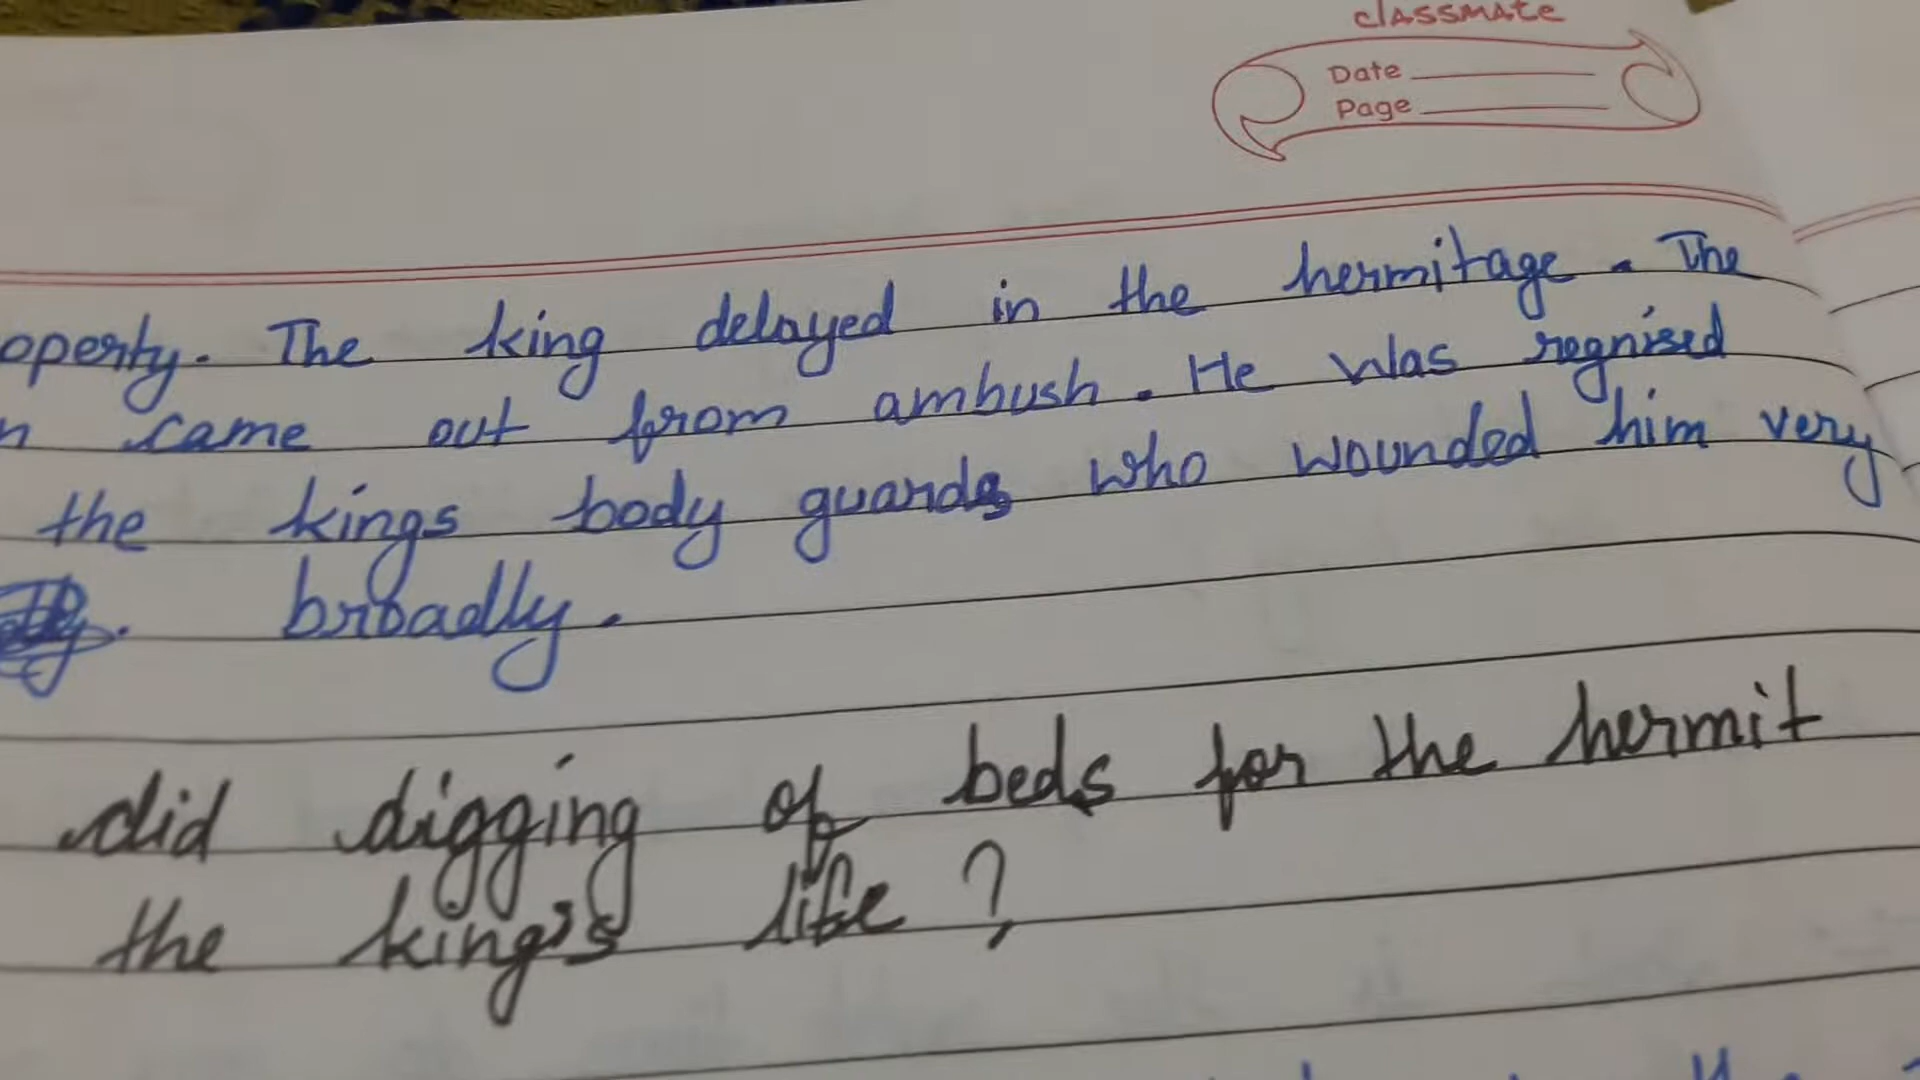 classmate
Date
Page
operty. The king delayed in the hermitage. The
n came out from ambush. He was regnised
the kings body guards who wounded him very
broadly.
did digging of beds for the hermit
the king's life?